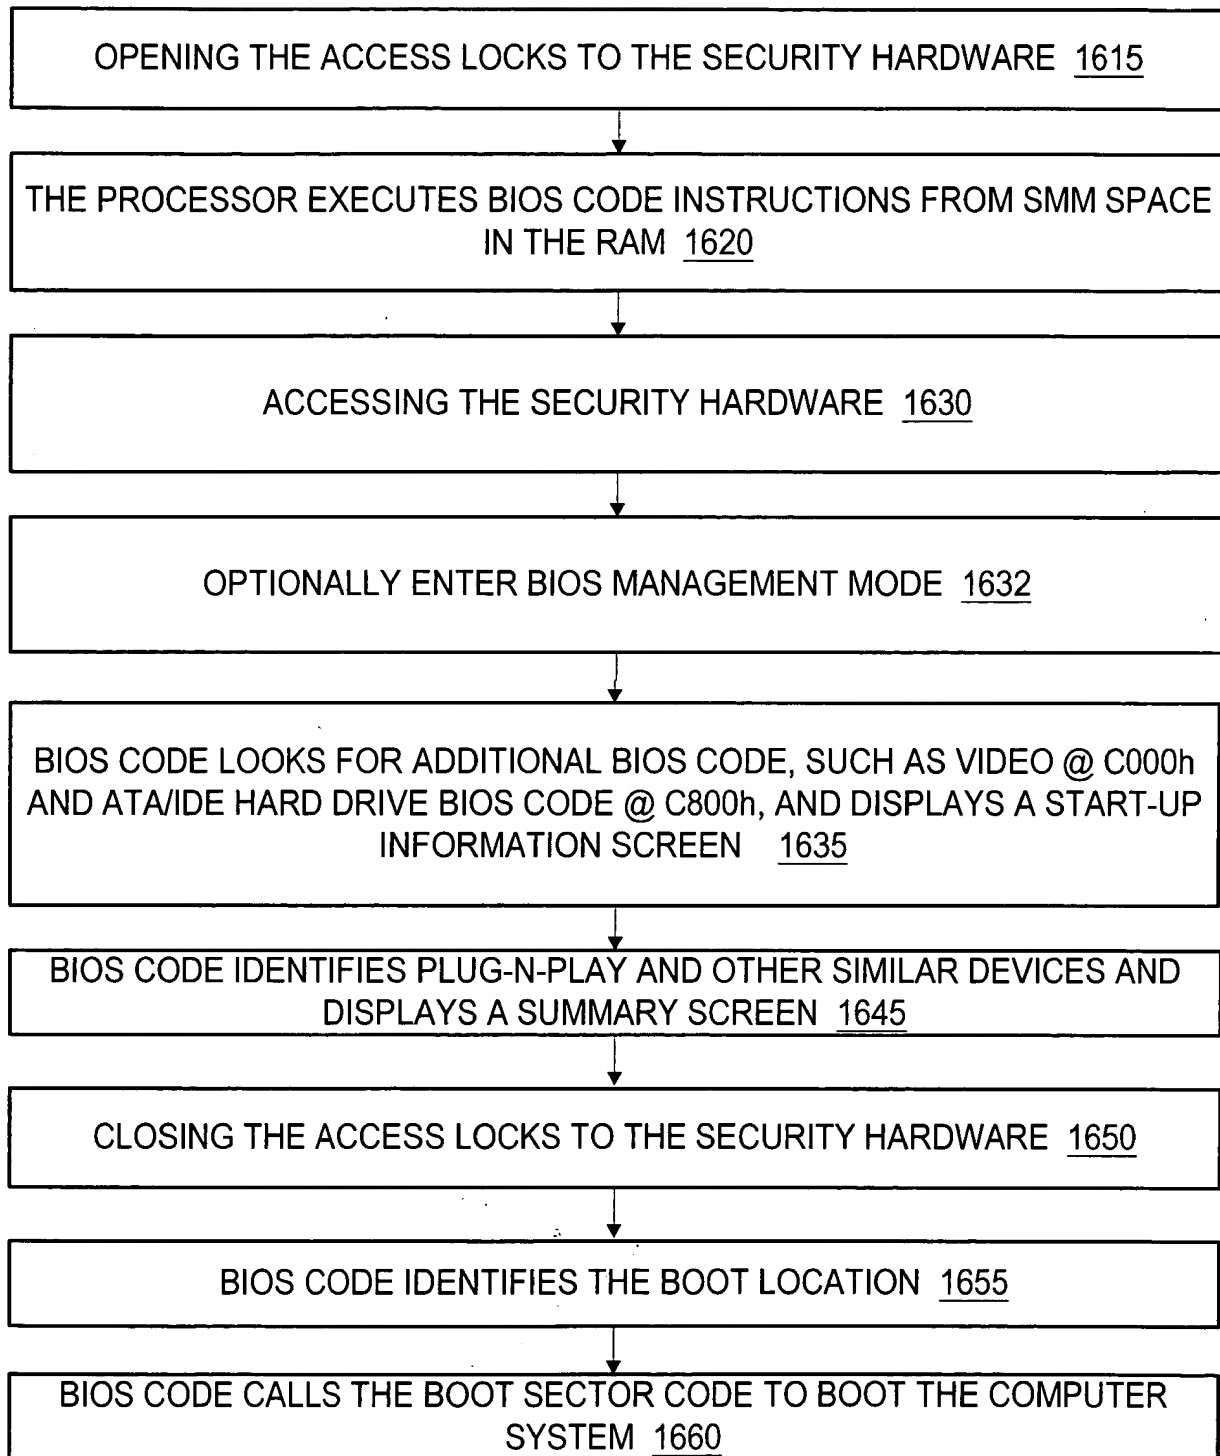 OPENING THE ACCESS LOCKS TO THE SECURITY HARDWARE 1615
THE PROCESSOR EXECUTES BIOS CODE INSTRUCTIONS FROM SMM SPACE
IN THE RAM 1620
ACCESSING THE SECURITY HARDWARE 1630
OPTIONALLY ENTER BIOS MANAGEMENT MODE 1632
BIOS CODE LOOKS FOR ADDITIONAL BIOS CODE, SUCH AS VIDEO @ C000h
AND ATA/IDE HARD DRIVE BIOS CODE @ C800h, AND DISPLAYS A START-UP
INFORMATION SCREEN 1635
BIOS CODE IDENTIFIES PLUG-N-PLAY AND OTHER SIMILAR DEVICES AND
DISPLAYS A SUMMARY SCREEN 1645
CLOSING THE ACCESS LOCKS TO THE SECURITY HARDWARE 1650
BIOS CODE IDENTIFIES THE BOOT LOCATION 1655
BIOS CODE CALLS THE BOOT SECTOR CODE TO BOOT THE COMPUTER
SYSTEM 1660